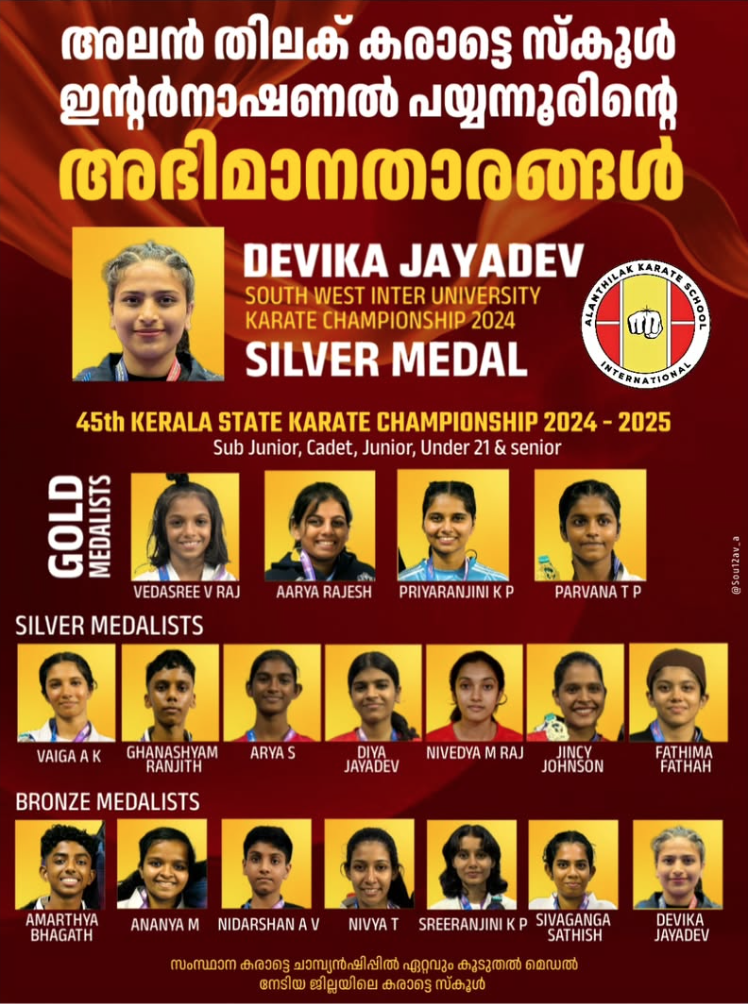 അലൻ തിലക് കരാട്ടെ സ്കൂൾ
ഇന്റർനാഷണൽ പയ്യന്നൂരിന്റെ
അഭിമാനതാരങ്ങൾ
DEVIKA JAYADEV
SOUTH WEST INTER UNIVERSITY
KARATE CHAMPIONSHIP 2024
SILVER MEDAL
ALANTHILAK KARATE SCHOOL
INTERNATIONAL
45th KERALA STATE KARATE CHAMPIONSHIP 2024 - 2025
Sub Junior, Cadet, Junior, Under 21 & senior
GOLD
MEDALISTS
VEDASREE V RAJ
AARYA RAJESH
PRIYARANJINI K P
PARVANA T P
@Sou12av_a
SILVER MEDALISTS
VAIGA A K
GHANASHYAM
RANJITH
ARYA S
DIYA
JAYADEV
NIVEDYA M RAJ
JINCY
JOHNSON
FATHIMA
FATHAH
BRONZE MEDALISTS
AMARTHYA
BHAGATH
ANANYA M
NIDARSHAN A V
NIVYA T
SREERANJINI K P
SIVAGANGA
SATHISH
DEVIKA
JAYADEV
സംസ്ഥാന കരാട്ടെ ചാമ്പ്യൻഷിപ്പിൽ ഏറ്റവും കൂടുതൽ മെഡൽ
നേടിയ ജില്ലയിലെ കരാട്ടെ സ്കൂൾ